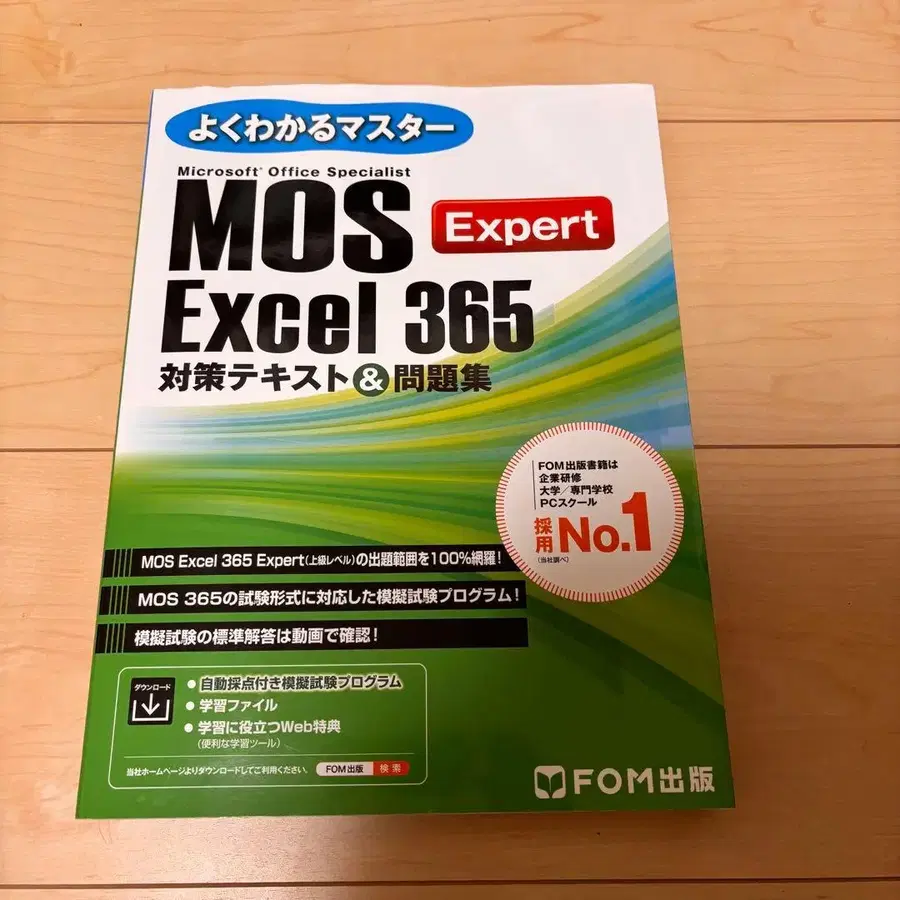 よくわかるマスター
Microsoft® Office Specialist
MOS Expert
Excel 365
対策テキスト&問題集
FOM出版書籍は
企業研修
大学/専門学校
PCスクール
採用 No.1
(当社調べ)
MOS Excel 365 Expert(上級レベル)の出題範囲を100%網羅!
MOS 365の試験形式に対応した模擬試験プログラム!
模擬試験の標準解答は動画で確認!
ダウンロード
● 自動採点付き模擬試験プログラム
● 学習ファイル
● 学習に役立つWeb特典
(便利な学習ツール)
当社ホームページよりダウンロードしてご利用ください。 FOM出版 検索
FOM出版